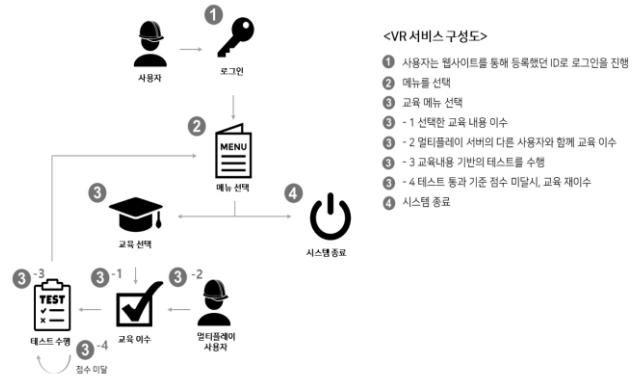 1
사용자
로그인
<VR 서비스 구성도>
1 사용자는 웹사이트를 통해 등록했던 ID로 로그인을 진행
2 메뉴를 선택
3 교육 메뉴 선택
3 - 1 선택한 교육 내용 이수
3 - 2 멀티플레이 서버의 다른 사용자와 함께 교육 이수
3 - 3 교육내용 기반의 테스트를 수행
3 - 4 테스트 통과 기준 점수 미달시, 교육 재이수
4 시스템 종료
2
MENU
메뉴 선택
3
교육 선택
4
시스템 종료
3 -3
TEST
테스트 수행
3 -1
교육 이수
3 -2
멀티플레이
사용자
3 -4
점수 미달